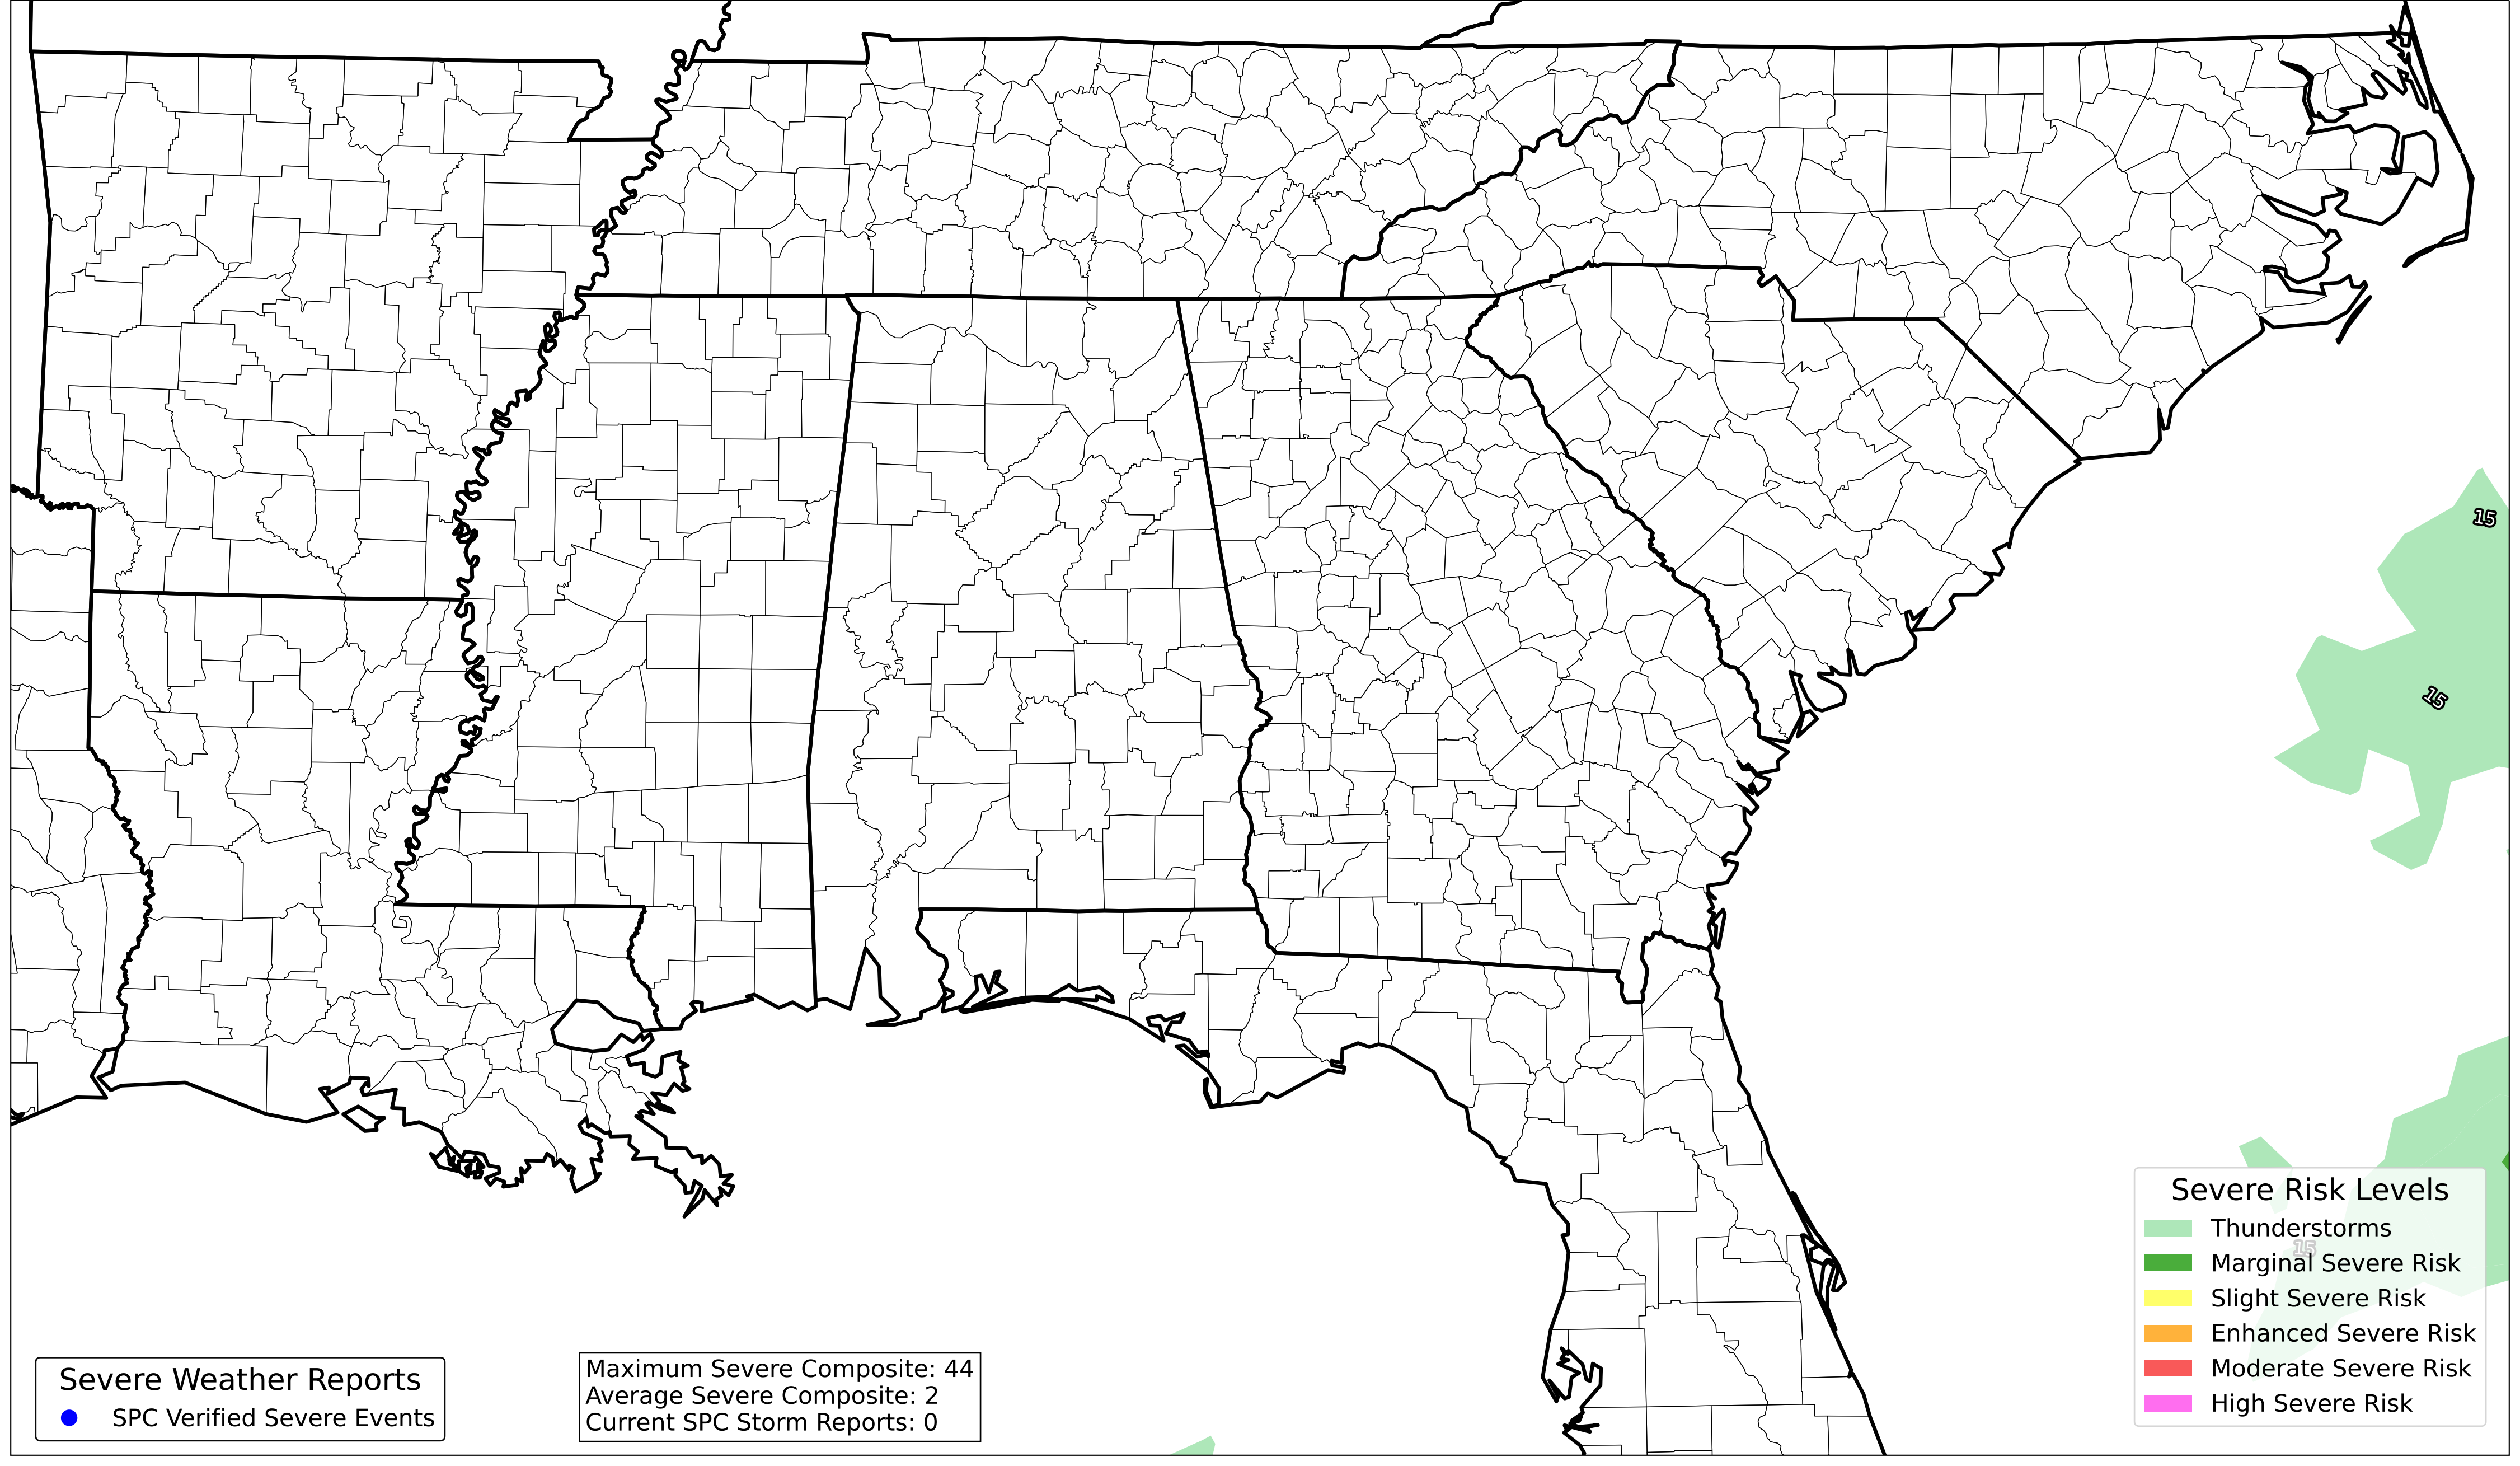 15
15
Severe Risk Levels
Thunderstorms
15
Marginal Severe Risk
Slight Severe Risk
Enhanced Severe Risk
Moderate Severe Risk
High Severe Risk
Maximum Severe Composite: 44
Average Severe Composite: 2
Current SPC Storm Reports: 0
Severe Weather Reports
SPC Verified Severe Events